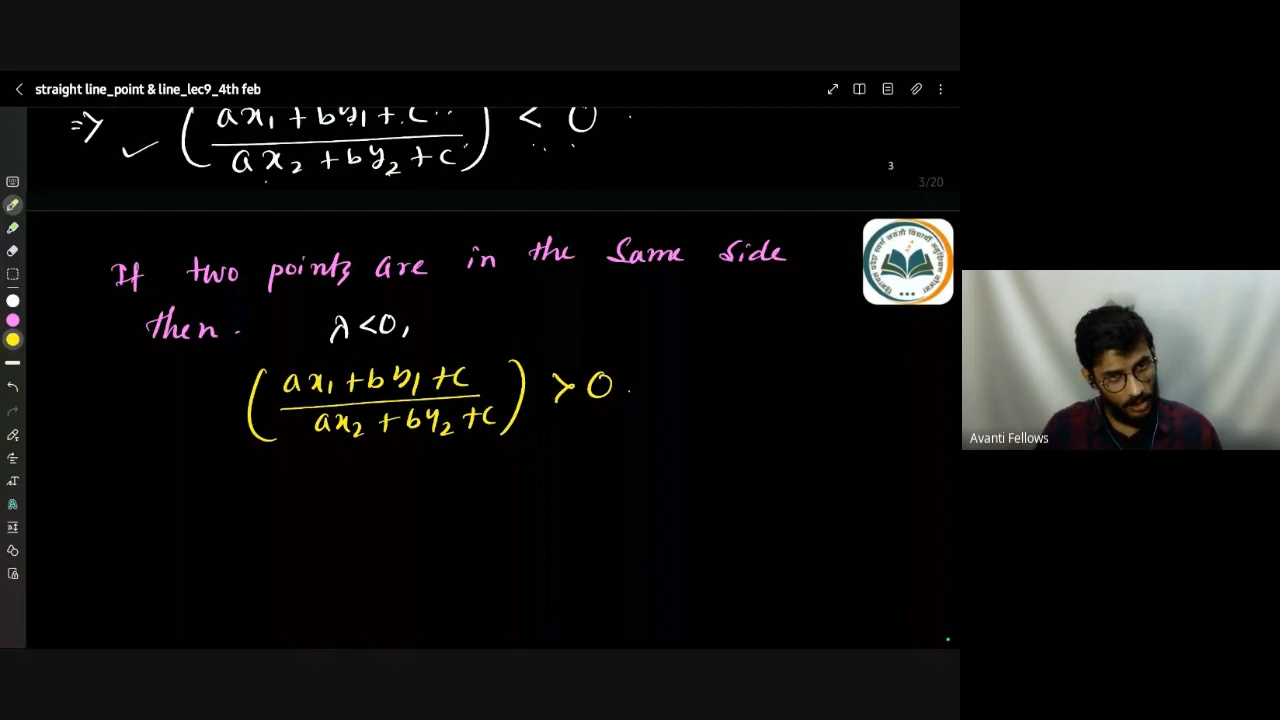 straight line_point & line_lec9_4th feb
=> (ax₁ + by₁ + c / ax₂ + by₂ + c) < 0
3
3/20
If two points are in the same side
then. λ <0,
(ax₁ + by₁ + c / ax₂ + by₂ + c) > 0.
Avanti Fellows